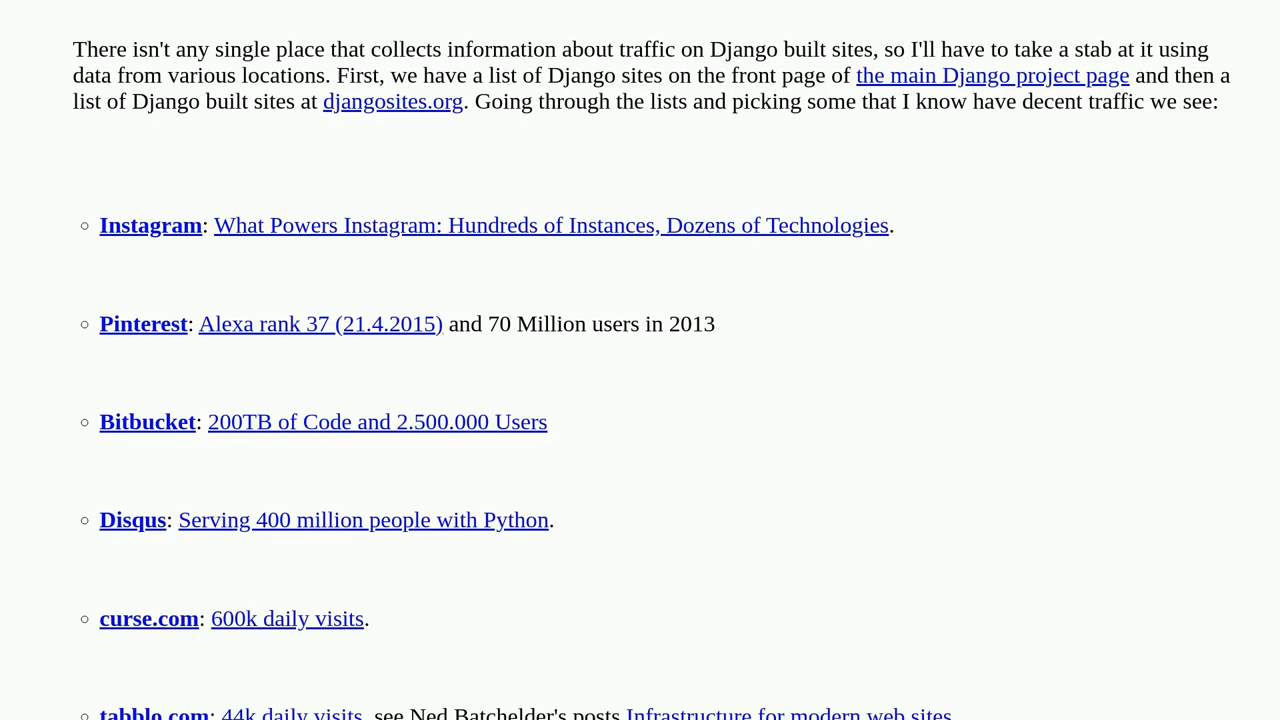 There isn't any single place that collects information about traffic on Django built sites, so I'll have to take a stab at it using
data from various locations. First, we have a list of Django sites on the front page of the main Django project page and then a
list of Django built sites at djangosites.org. Going through the lists and picking some that I know have decent traffic we see:
Instagram: What Powers Instagram: Hundreds of Instances, Dozens of Technologies.
Pinterest: Alexa rank 37 (21.4.2015) and 70 Million users in 2013
Bitbucket: 200TB of Code and 2.500.000 Users
Disqus: Serving 400 million people with Python.
curse.com: 600k daily visits.
tabblo.com: 44k daily visits, see Ned Batchelder's posts Infrastructure for modern web sites.